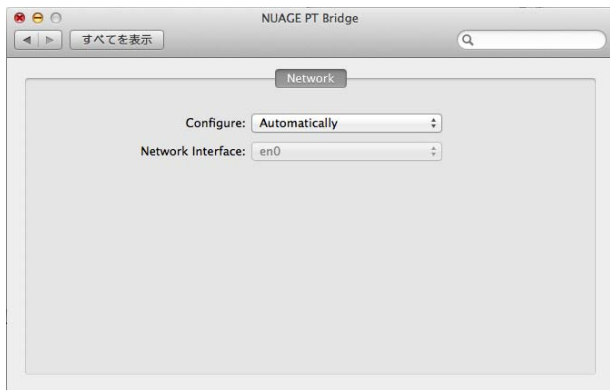 NUAGE PT Bridge
すべてを表示
Network
Configure: Automatically
Network Interface: en0